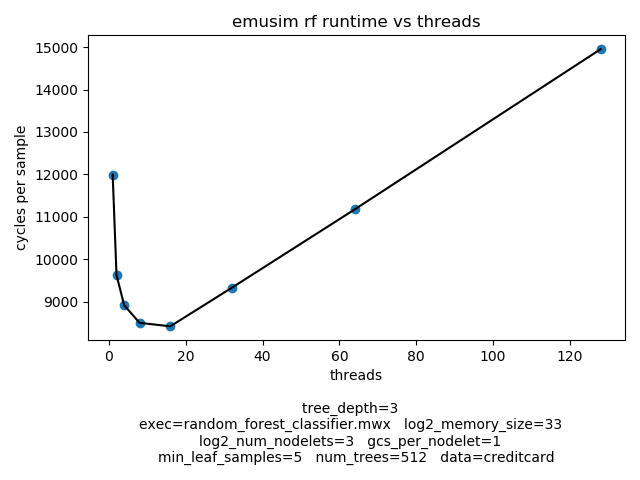 emusim rf runtime vs threads
15000
14000
13000
12000
11000
10000
9000
cycles per sample
0 20 40 60 80 100 120
threads
tree_depth=3
exec=random_forest_classifier.mwx log2_memory_size=33
log2_num_nodelets=3 gcs_per_nodelet=1
min_leaf_samples=5 num_trees=512 data=creditcard